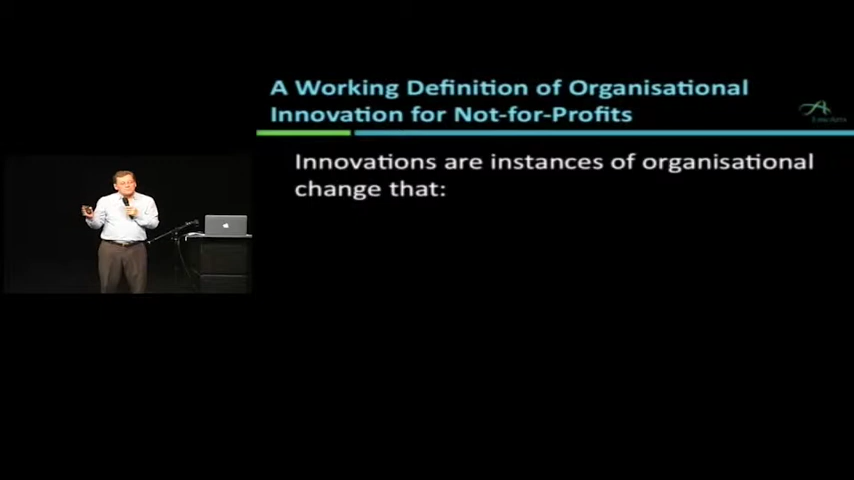 A Working Definition of Organisational
Innovation for Not-for-Profits
Innovations are instances of organisational
change that: